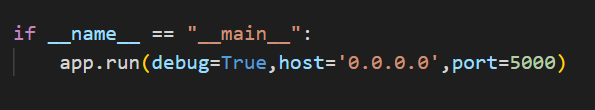 if __name__ == "__main__":
    app.run(debug=True,host='0.0.0.0',port=5000)